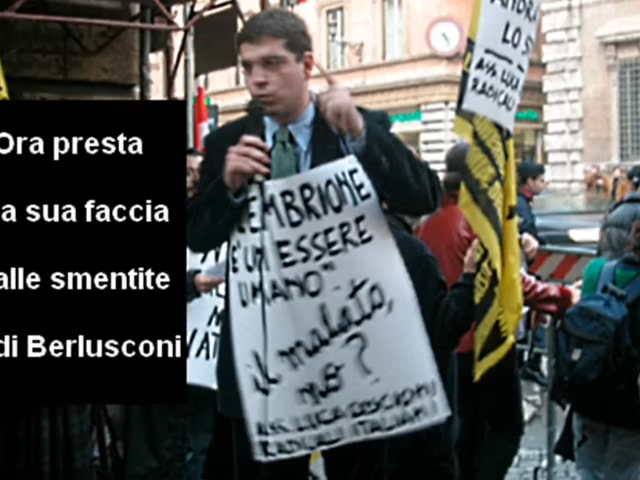 Ora presta
a sua faccia
alle smentite
di Berlusconi
LO S
ASS. LUCA
RADICALI
L'EMBRIONE
È UN ESSERE
UMANO"
il malato,
no?
ASS. LUCA COSCIONI
RADICALI ITALIANI